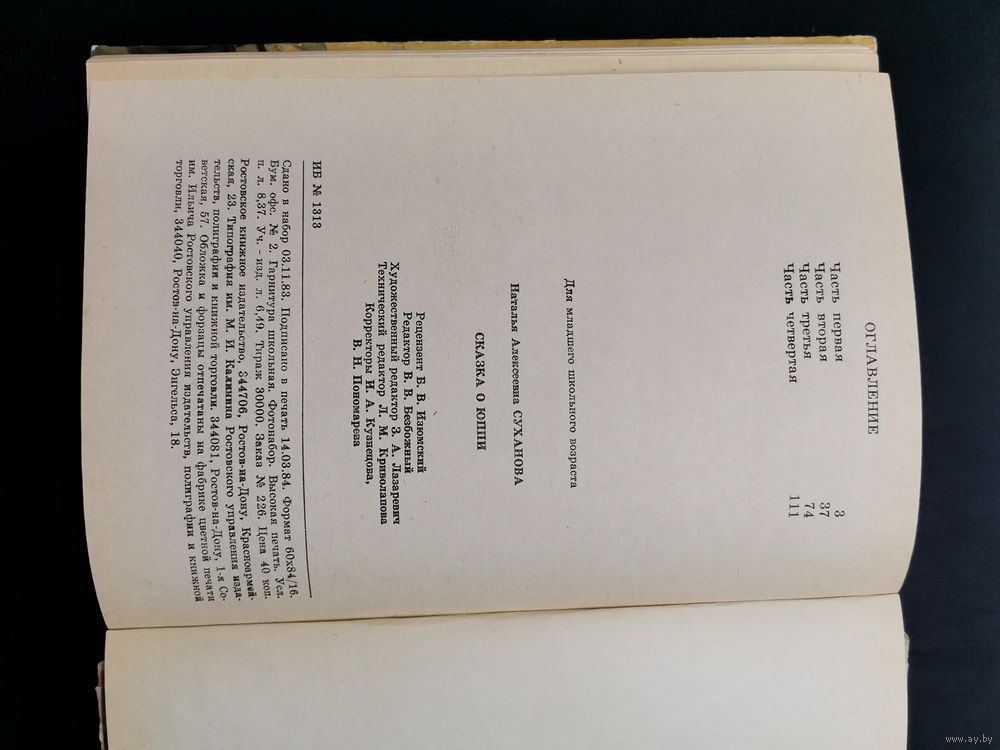 ОГЛАВЛЕНИЕ
Часть первая 3
Часть вторая 37
Часть третья 74
Часть четвертая 111
Для младшего школьного возраста
Наталья Алексеевна СУХАНОВА
СКАЗКА О ЮППИ
Рецензент Б. В. Изюмский
Редактор В. В. Безбожный
Художественный редактор З. А. Лазаревич
Технический редактор Л. М. Криволапова
Корректоры И. А. Кузнецова,
В. Н. Пономарева
ИБ № 1313
Сдано в набор 03.11.83. Подписано в печать 14.03.84. Формат 60x84/16.
Бум. офс. № 2. Гарнитура школьная. Фотонабор. Высокая печать. Усл.
п. л. 8,37. Уч. - изд. л. 6,49. Тираж 30000. Заказ № 226. Цена 40 коп.
Ростовское книжное издательство, 344706, Ростов-на-Дону, Красноармей-
ская, 23. Типография им. М. И. Калинина Ростовского управления изда-
тельств, полиграфии и книжной торговли. 344081, Ростов-на-Дону, 1-я Со-
ветская, 57. Обложка и форзацы отпечатаны на фабрике цветной печати
им. Ильича Ростовского управления издательств, полиграфии и книжной
торговли, 344040, Ростов-на-Дону, Энгельса, 18.
www.ay.by